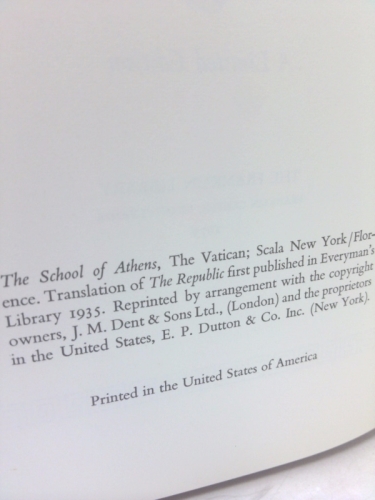 The School of Athens, The Vatican; Scala New York/Flor-
ence. Translation of The Republic first published in Everyman's
Library 1935. Reprinted by arrangement with the copyright
owners, J. M. Dent & Sons Ltd., (London) and the proprietors
in the United States, E. P. Dutton & Co. Inc. (New York).
Printed in the United States of America